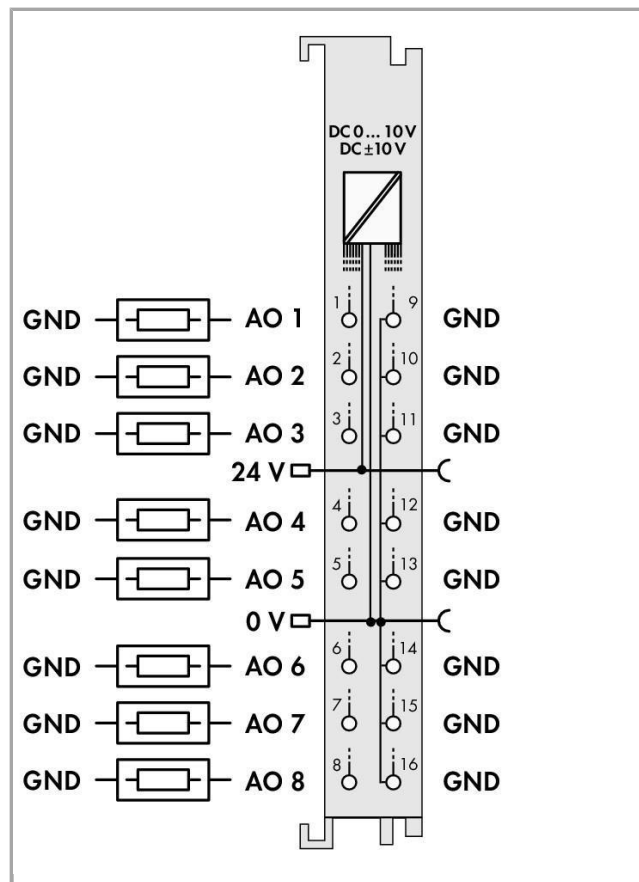 DC 0 ... 10 V
DC ± 10 V
1 9
GND AO 1 GND
2 10
GND AO 2 GND
3 11
GND AO 3 GND
24 V
4 12
GND AO 4 GND
5 13
GND AO 5 GND
0 V
6 14
GND AO 6 GND
7 15
GND AO 7 GND
8 16
GND AO 8 GND